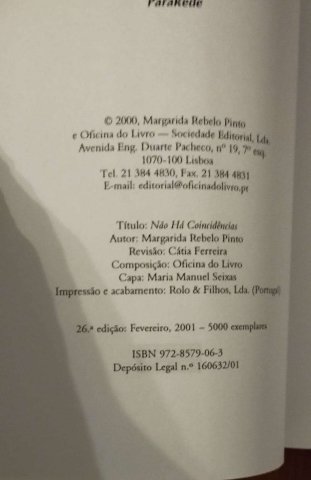 ParaRede
© 2000, Margarida Rebelo Pinto
e Oficina do Livro — Sociedade Editorial, Lda.
Avenida Eng. Duarte Pacheco, nº 19, 7º esq.
1070-100 Lisboa
Tel. 21 384 4830, Fax. 21 384 4831
E-mail: editorial@oficinadolivro.pt
Título: Não Há Coincidências
Autor: Margarida Rebelo Pinto
Revisão: Cátia Ferreira
Composição: Oficina do Livro
Capa: Maria Manuel Seixas
Impressão e acabamento: Rolo & Filhos, Lda. (Portugal)
26.ª edição: Fevereiro, 2001 – 5000 exemplares
ISBN 972-8579-06-3
Depósito Legal n.º 160632/01